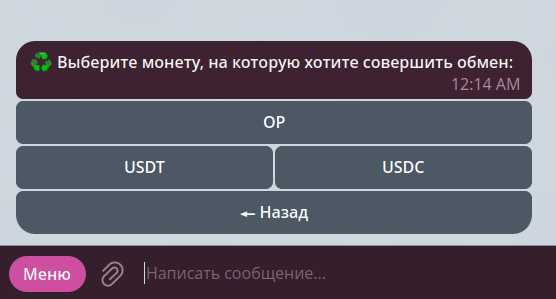 Выберите монету, на которую хотите совершить обмен:
12:14 AM
OP
USDT USDC
← Назад
Меню Написать сообщение...